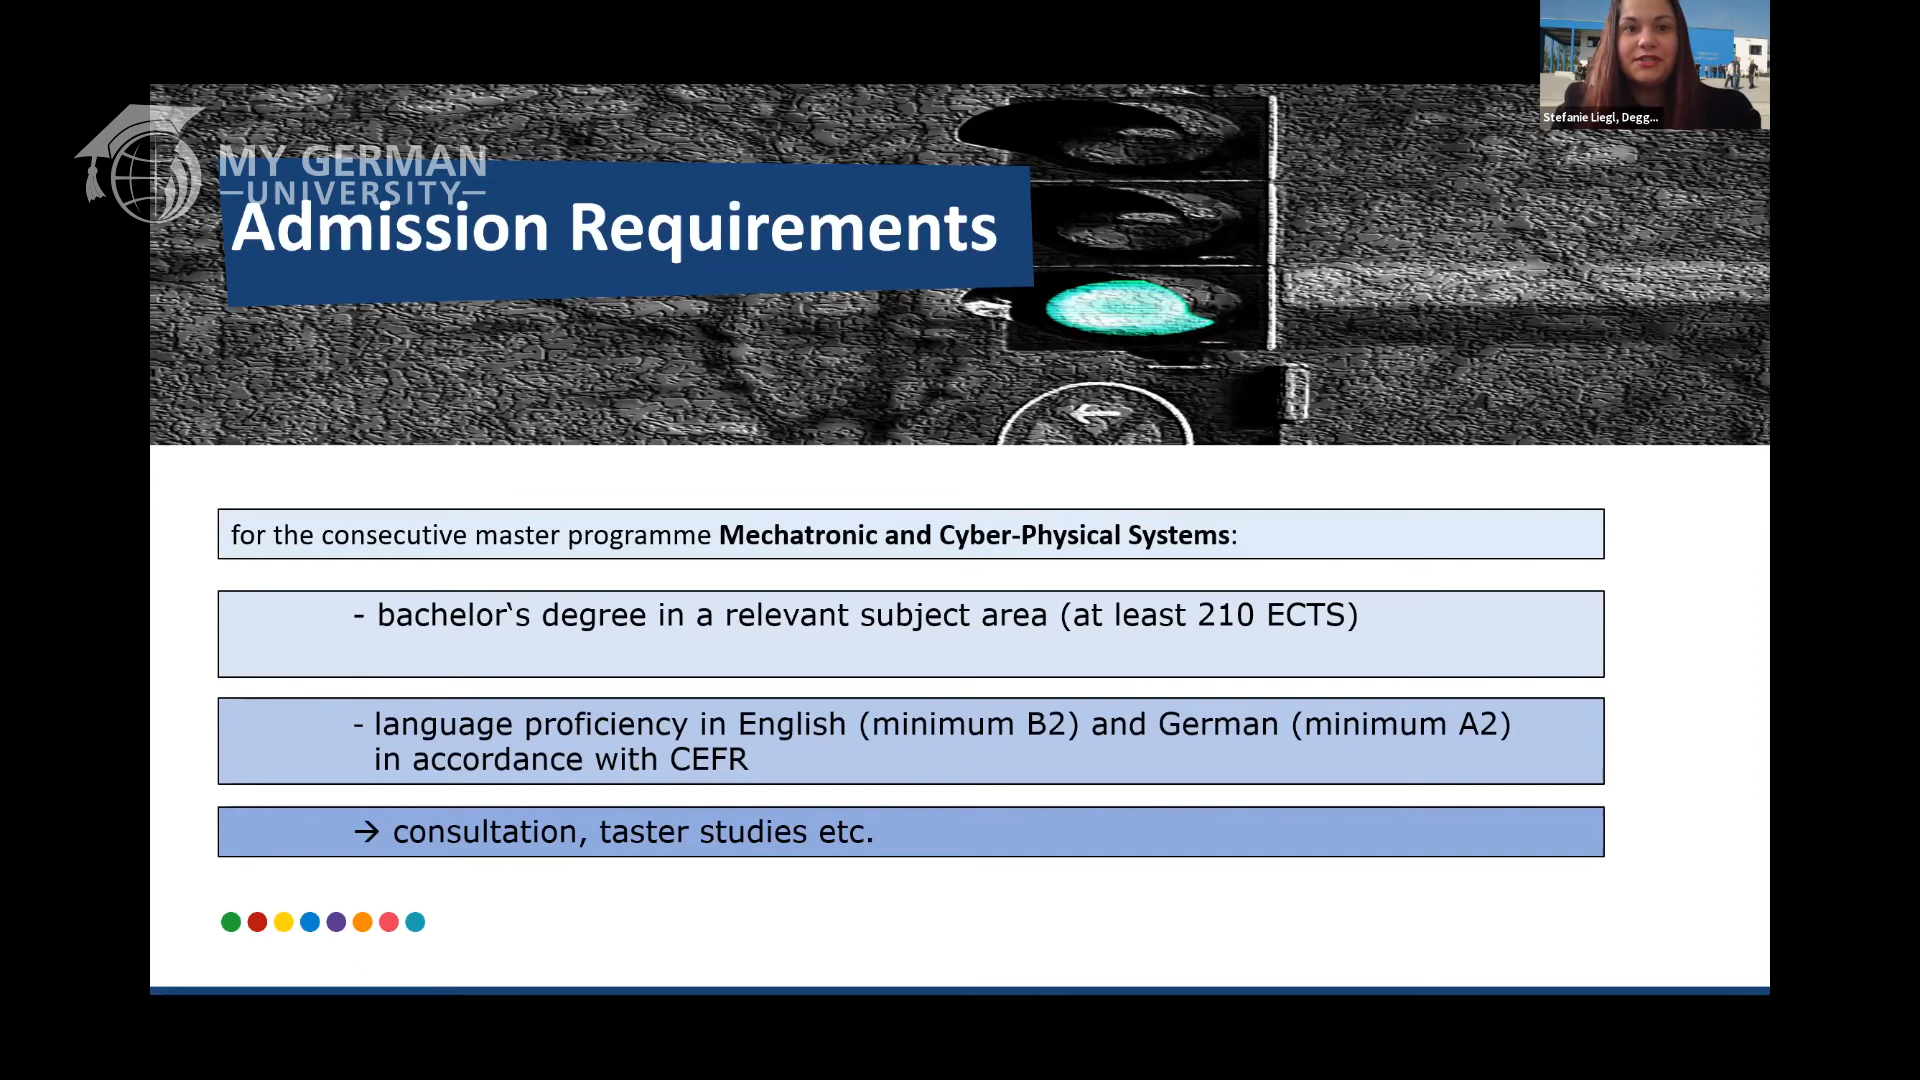 Stefanie Liegl, Degg...
MY GERMAN
—UNIVERSITY—
Admission Requirements
for the consecutive master programme Mechatronic and Cyber-Physical Systems:
- bachelor‘s degree in a relevant subject area (at least 210 ECTS)
- language proficiency in English (minimum B2) and German (minimum A2)
in accordance with CEFR
→ consultation, taster studies etc.